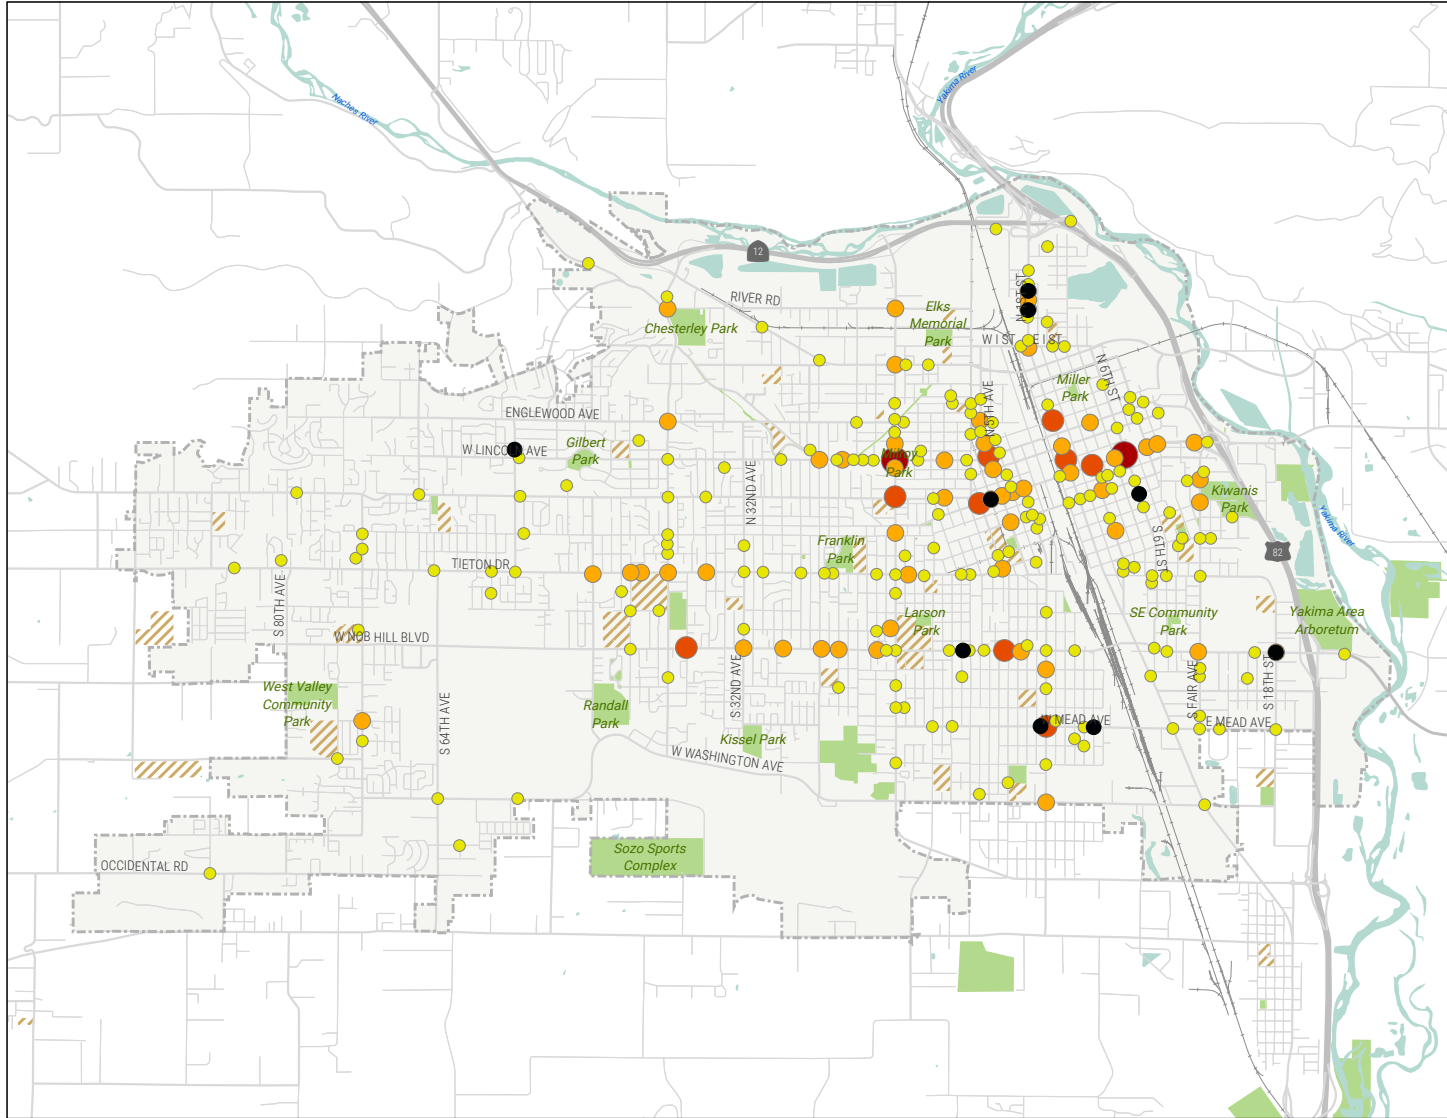 Naches River
Yakima River
12
RIVER RD
Chesterley Park
Elks
Memorial
Park
N 1ST ST
W I ST
E I ST
N 6TH ST
Miller
Park
N 5TH AVE
ENGLEWOOD AVE
W LINCOLN AVE
Gilbert
Park
Milroy
Park
N 32ND AVE
Kiwanis
Park
Yakima River
82
Franklin
Park
S 6TH ST
TIETON DR
S 80TH AVE
Larson
Park
SE Community
Park
Yakima Area
Arboretum
W NOB HILL BLVD
S 32ND AVE
S FAIR AVE
S 18TH ST
West Valley
Community
Park
S 64TH AVE
Randall
Park
Kissel Park
W MEAD AVE
E MEAD AVE
W WASHINGTON AVE
Sozo Sports
Complex
OCCIDENTAL RD